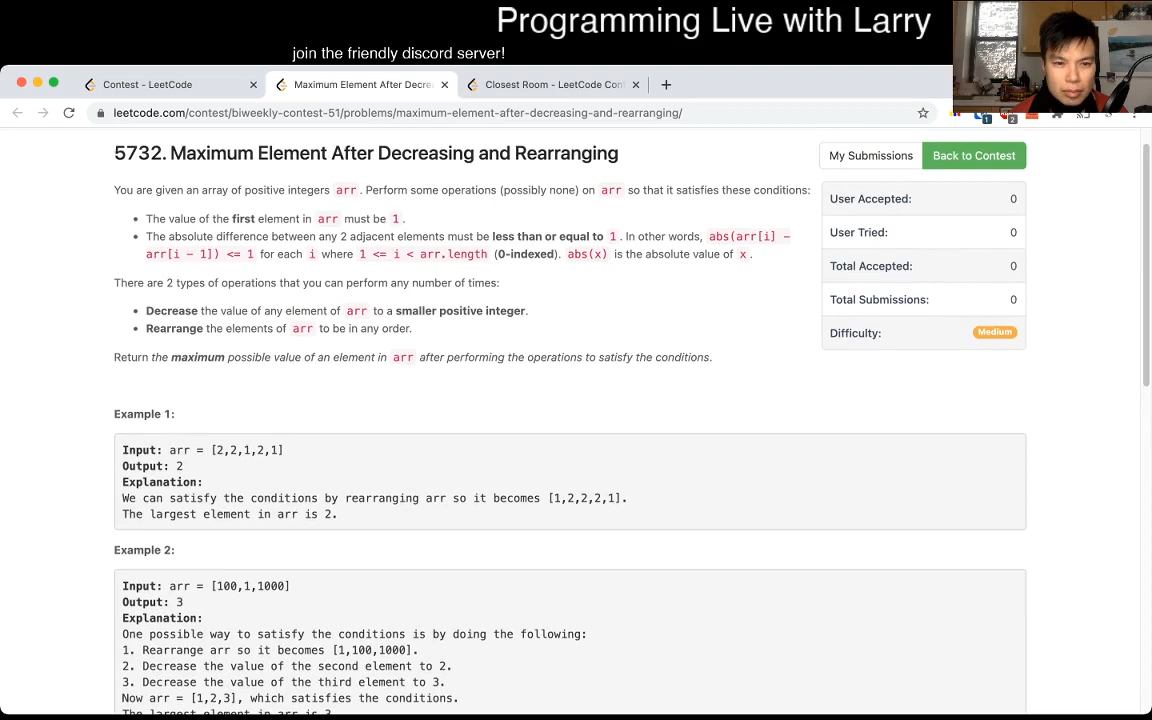 Programming Live with Larry
join the friendly discord server!
Contest - LeetCode
Maximum Element After Decre
Closest Room - LeetCode Cont
leetcode.com/contest/biweekly-contest-51/problems/maximum-element-after-decreasing-and-rearranging/
1
2
5732. Maximum Element After Decreasing and Rearranging
My Submissions
Back to Contest
You are given an array of positive integers arr. Perform some operations (possibly none) on arr so that it satisfies these conditions:
• The value of the first element in arr must be 1.
• The absolute difference between any 2 adjacent elements must be less than or equal to 1. In other words, abs(arr[i] -
arr[i - 1]) <= 1 for each i where 1 <= i < arr.length (0-indexed). abs(x) is the absolute value of x.
There are 2 types of operations that you can perform any number of times:
• Decrease the value of any element of arr to a smaller positive integer.
• Rearrange the elements of arr to be in any order.
Return the maximum possible value of an element in arr after performing the operations to satisfy the conditions.
User Accepted: 0
User Tried: 0
Total Accepted: 0
Total Submissions: 0
Difficulty: Medium
Example 1:
Input: arr = [2,2,1,2,1]
Output: 2
Explanation:
We can satisfy the conditions by rearranging arr so it becomes [1,2,2,2,1].
The largest element in arr is 2.
Example 2:
Input: arr = [100,1,1000]
Output: 3
Explanation:
One possible way to satisfy the conditions is by doing the following:
1. Rearrange arr so it becomes [1,100,1000].
2. Decrease the value of the second element to 2.
3. Decrease the value of the third element to 3.
Now arr = [1,2,3], which satisfies the conditions.
The largest element in arr is 3.